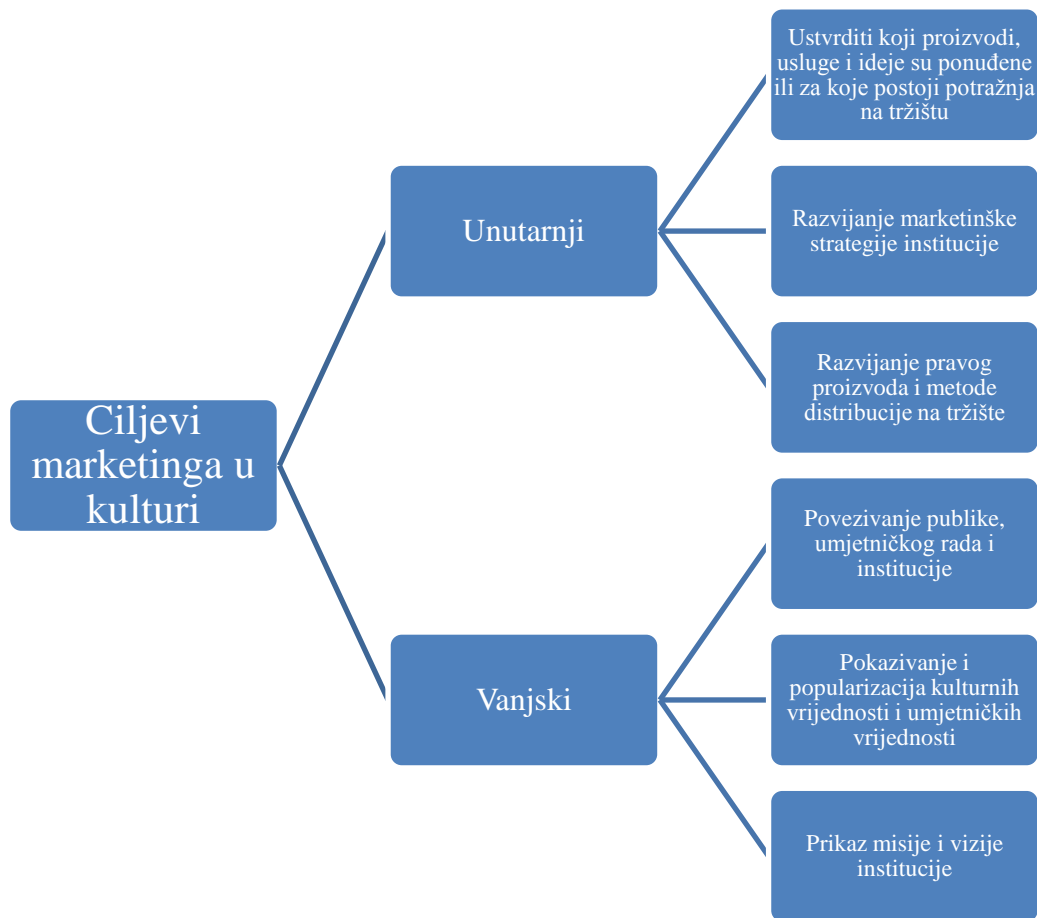 Ciljevi
marketinga u
kulturi
Unutarnji
Ustvrditi koji proizvodi,
usluge i ideje su ponuđene
ili za koje postoji potražnja
na tržištu
Razvijanje marketinške
strategije institucije
Razvijanje pravog
proizvoda i metode
distribucije na tržište
Vanjski
Povezivanje publike,
umjetničkog rada i
institucije
Pokazivanje i
popularizacija kulturnih
vrijednosti i umjetničkih
vrijednosti
Prikaz misije i vizije
institucije